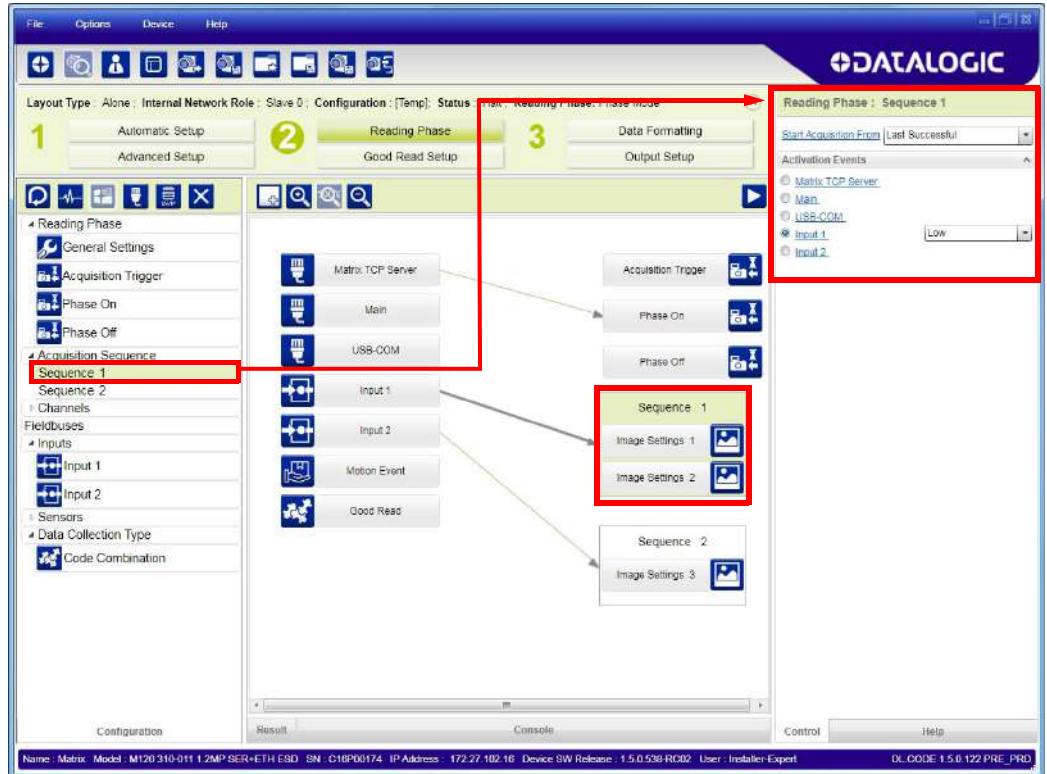 File Options Device Help
DATALOGIC
Layout Type : Alone ; Internal Network Role : Slave 0 ; Configuration : [Temp]; Status : Reading Phase: Phase Mode
Reading Phase : Sequence 1
1 Automatic Setup 2 Reading Phase 3 Data Formatting
Advanced Setup Good Read Setup Output Setup
Start Acquisition From Last Successful
Activation Events
Matrix TCP Server
Main
USB-COM
Input 1 Low
Input 2
Reading Phase
General Settings
Acquisition Trigger
Phase On
Phase Off
Acquisition Sequence
Sequence 1
Sequence 2
Channels
Fieldbuses
Inputs
Input 1
Input 2
Sensors
Data Collection Type
Code Combination
Matrix TCP Server
Main
USB-COM
Input 1
Input 2
Motion Event
Good Read
Acquisition Trigger
Phase On
Phase Off
Sequence 1
Image Settings 1
Image Settings 2
Sequence 2
Image Settings 3
Configuration Result Console Control Help
Name : Matrix Model : M120 310-011 1.2MP SER+ETH ESD SN : C16P00174 IP Address : 172.27.102.16 Device SW Release : 1.5.0.538-RC02 User : Installer-Expert DL.CODE 1.5.0.122 PRE_PRD